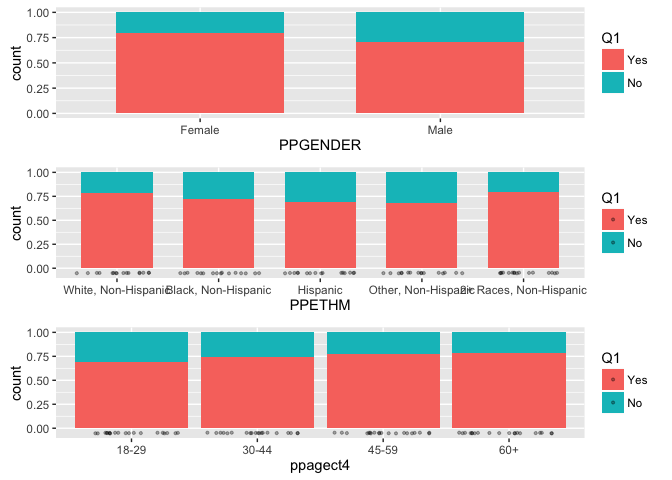 1.00
0.75
0.50
0.25
0.00
count
Female Male
PPGENDER
Q1
Yes
No
1.00
0.75
0.50
0.25
0.00
count
White, Non-Hispanic Black, Non-Hispanic Hispanic Other, Non-Hispanic 2+ Races, Non-Hispanic
PPETHM
Q1
Yes
No
1.00
0.75
0.50
0.25
0.00
count
18-29 30-44 45-59 60+
ppagect4
Q1
Yes
No